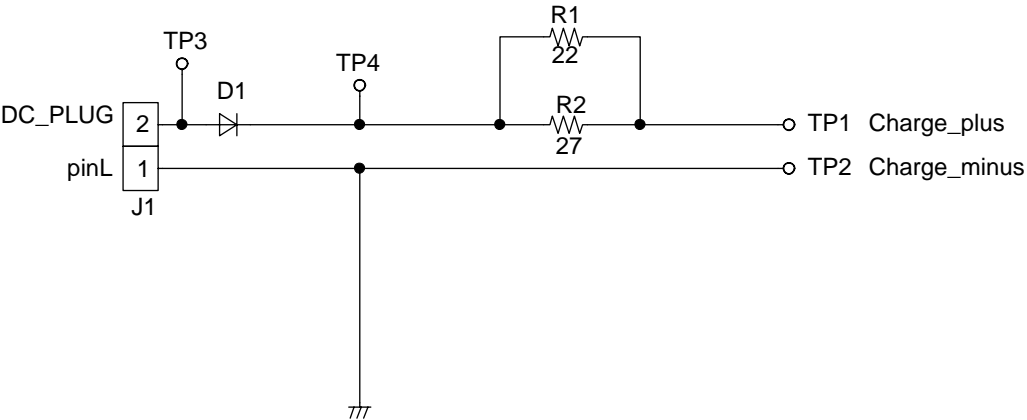 R1
22
TP3
TP4
D1
R2
27
DC_PLUG
2
TP1 Charge_plus
pinL
1
TP2 Charge_minus
J1